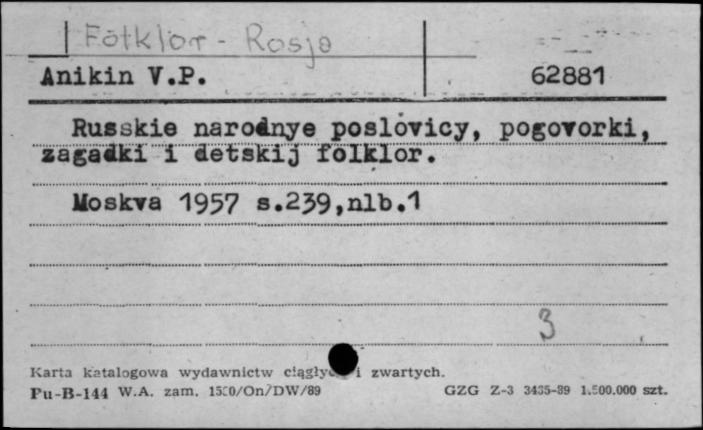 Folklor - Rosja
Anikin V.P. 62881
Russkie narodnye poslovicy, pogovorki,
zagadki i detskij folklor.
Moskva 1957 s.239,nlb.1
3
Karta katalogowa wydawnictw ciągłych i zwartych.
Pu-B-144 W.A. zam. 1520/On/DW/89 GZG Z-3 3435-89 1.500.000 szt.